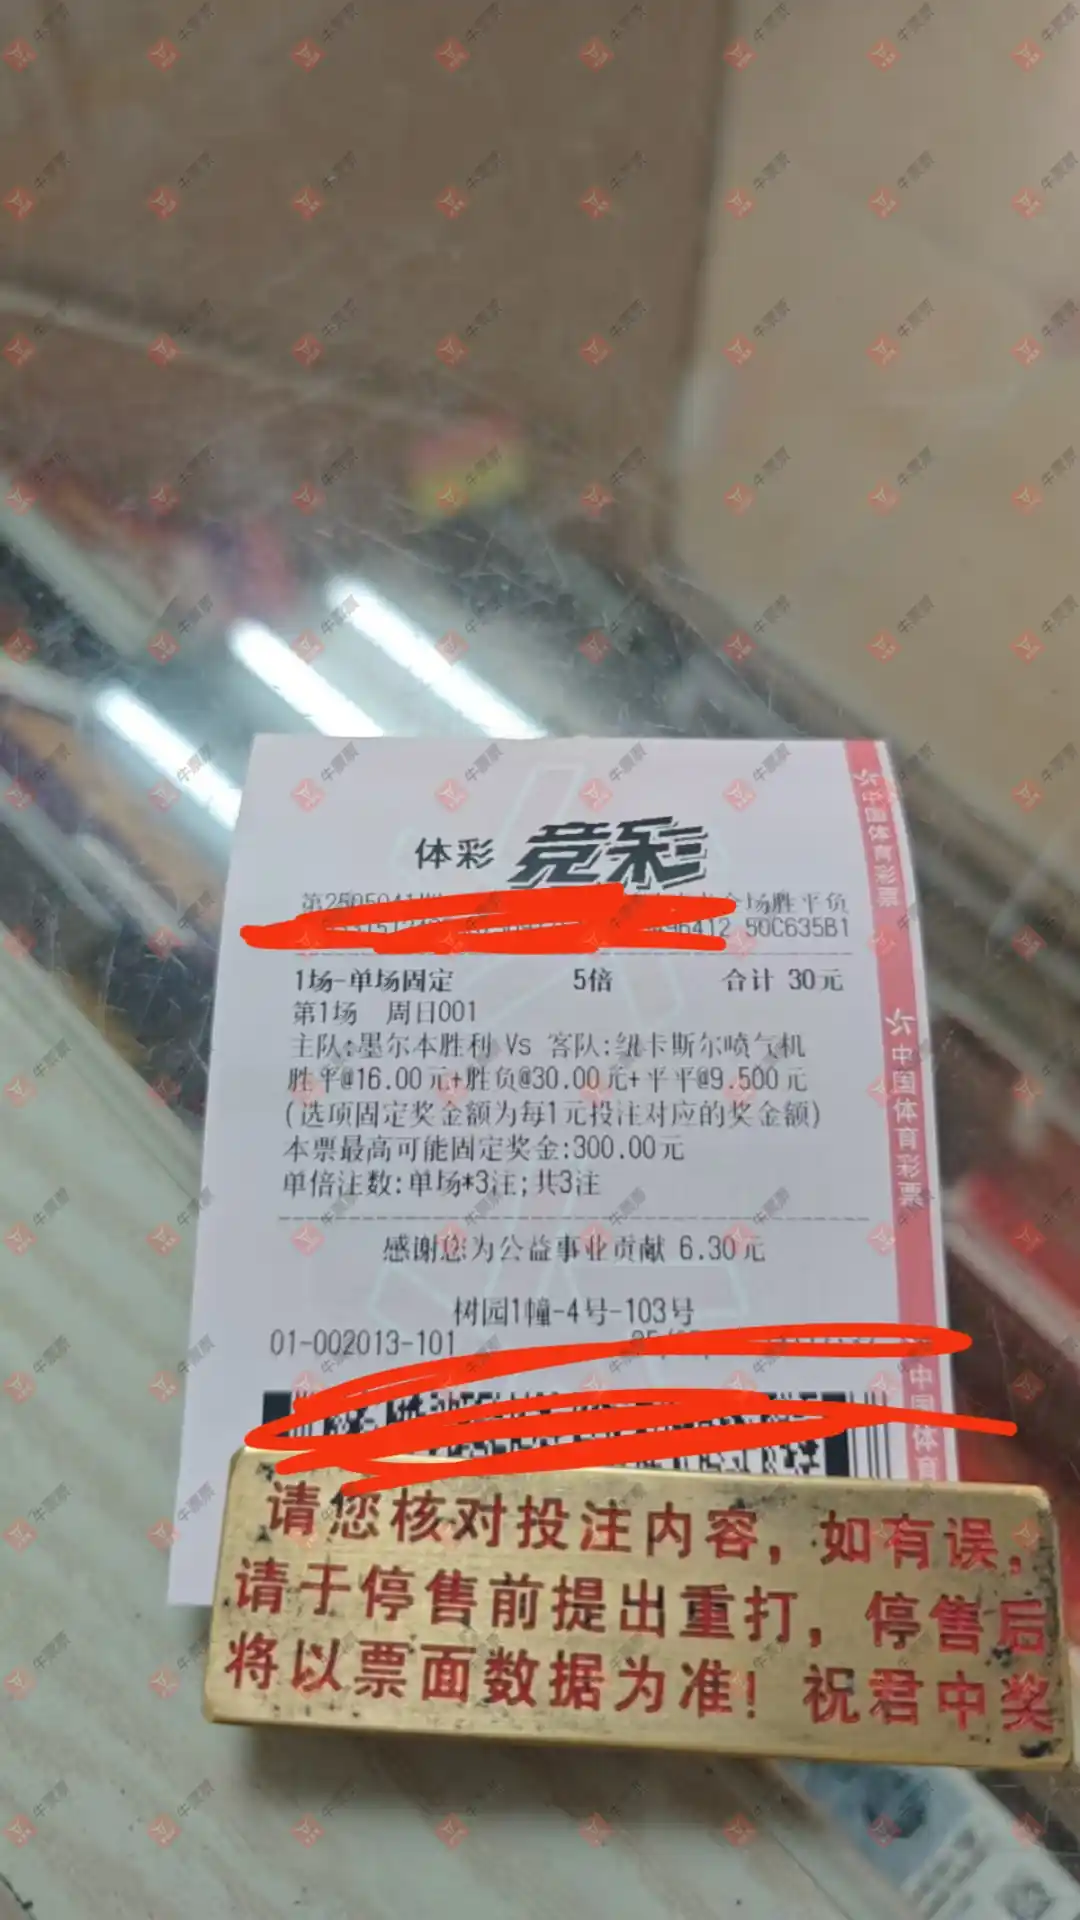 体彩 竞彩
全场胜平负
96412 50C635B1
1场-单场固定 5倍 合计 30元
第1场 周日001
主队:墨尔本胜利 Vs 客队:纽卡斯尔喷气机
胜平@16.00元+胜负@30.00元+平平@9.500元
(选项固定奖金额为每1元投注对应的奖金额)
本票最高可能固定奖金:300.00元
单倍注数:单场*3注;共3注
感谢您为公益事业贡献 6.30元
树园1幢-4号-103号
01-002013-101
中国体育彩票
中国体育彩票
中国体育
请您核对投注内容，如有误，
请于停售前提出重打，停售后
将以票面数据为准！祝君中奖
牛票票